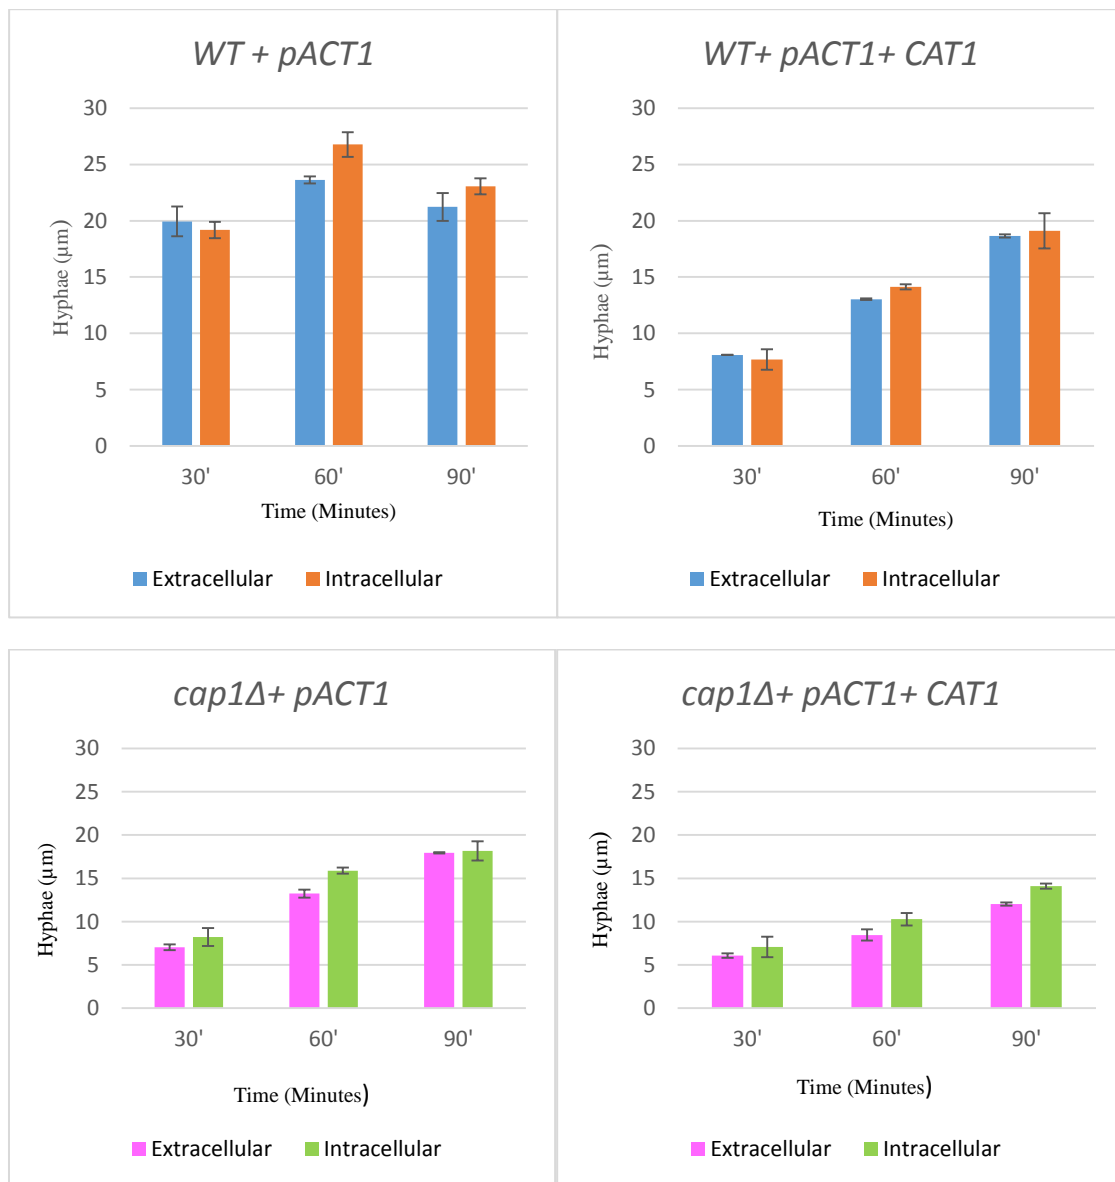 WT + pACT1
30
25
20
15
10
5
0
Hyphae (µm)
30' 60' 90'
Time (Minutes)
Extracellular Intracellular
WT+ pACT1+ CAT1
30
25
20
15
10
5
0
Hyphae (µm)
30' 60' 90'
Time (Minutes)
Extracellular Intracellular
cap1Δ+ pACT1
30
25
20
15
10
5
0
Hyphae (µm)
30' 60' 90'
Time (Minutes)
Extracellular Intracellular
cap1Δ+ pACT1+ CAT1
30
25
20
15
10
5
0
Hyphae (µm)
30' 60' 90'
Time (Minutes)
Extracellular Intracellular